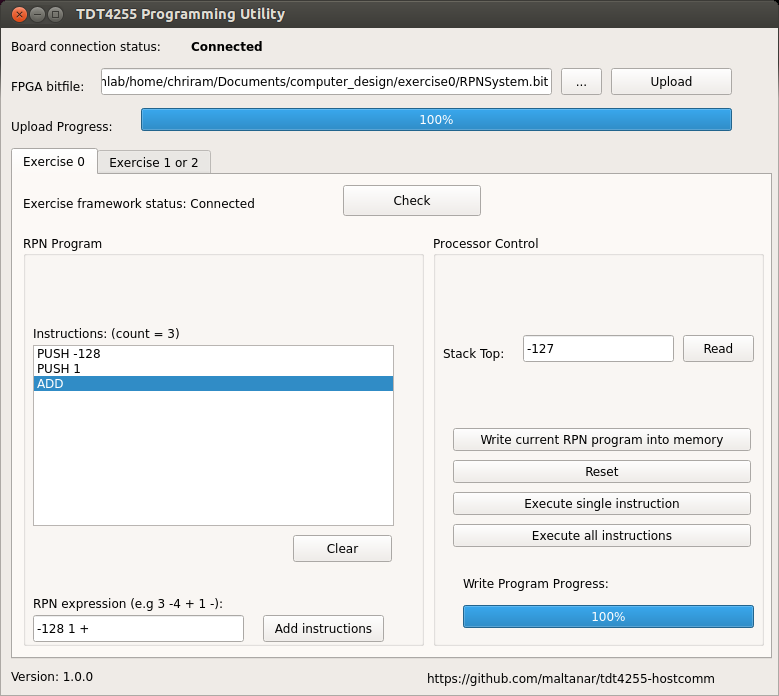 TDT4255 Programming Utility
Board connection status: Connected
FPGA bitfile: nlab/home/chriram/Documents/computer_design/exercise0/RPNSystem.bit ... Upload
Upload Progress: 100%
Exercise 0 Exercise 1 or 2
Exercise framework status: Connected Check
RPN Program
Instructions: (count = 3)
PUSH -128
PUSH 1
ADD
Clear
RPN expression (e.g 3 -4 + 1 -):
-128 1 + Add instructions
Processor Control
Stack Top: -127 Read
Write current RPN program into memory
Reset
Execute single instruction
Execute all instructions
Write Program Progress:
100%
Version: 1.0.0
https://github.com/maltanar/tdt4255-hostcomm